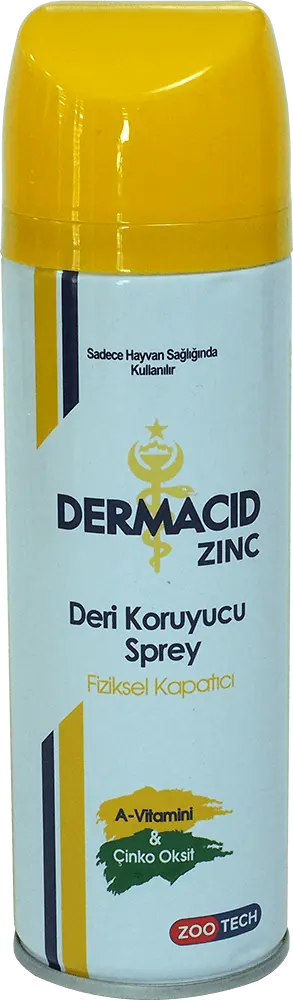 Sadece Hayvan Sağlığında
Kullanılır
DERMACID
ZINC
Deri Koruyucu
Sprey
Fiziksel Kapatıcı
A-Vitamini
&
Çinko Oksit
ZOO TECH